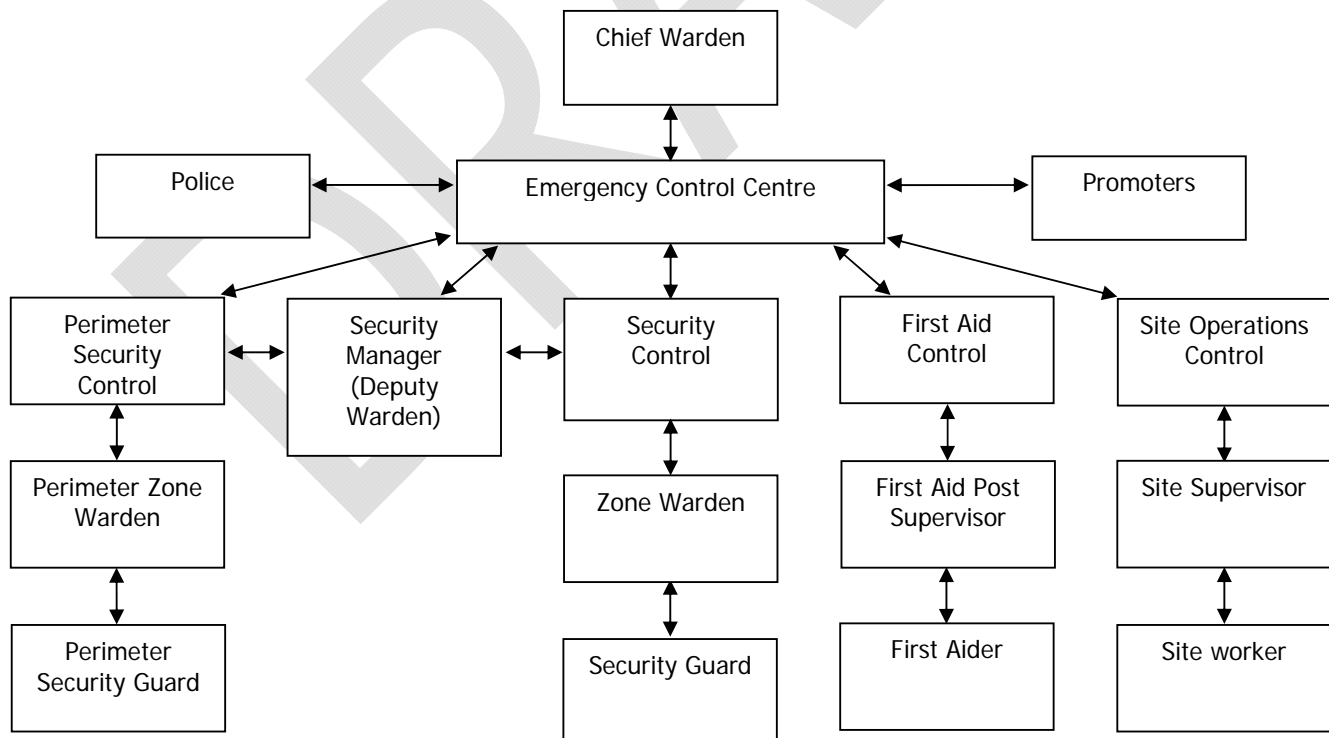 Chief Warden
Police
Emergency Control Centre
Promoters
Perimeter
Security
Control
Security
Manager
(Deputy
Warden)
Security
Control
First Aid
Control
Site Operations
Control
Perimeter Zone
Warden
Zone Warden
First Aid Post
Supervisor
Site Supervisor
Perimeter
Security Guard
Security Guard
First Aider
Site worker